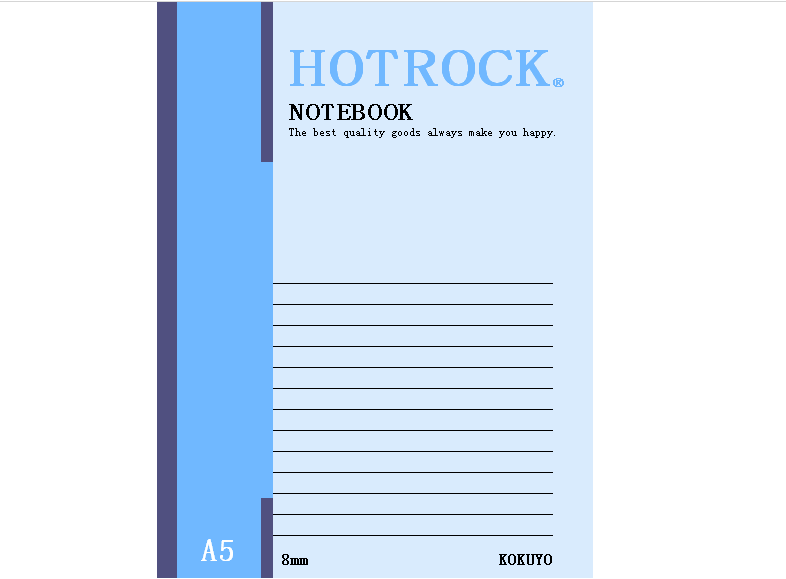 HOTROCK®
NOTEBOOK
The best quality goods always make you happy.
A5
8mm
KOKUYO